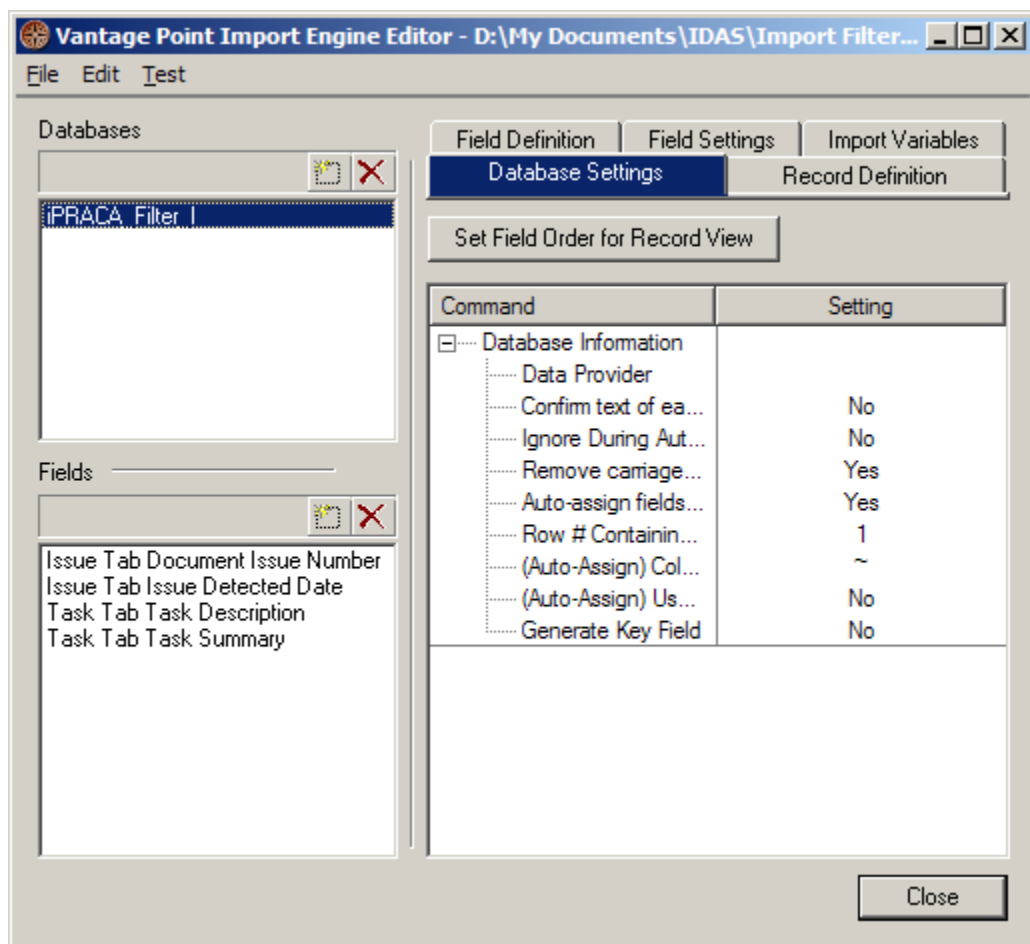 Vantage Point Import Engine Editor - D:\My Documents\IDAS\Import Filter...
File Edit Test
Databases
iPRACA_Filter_I
Fields
Issue Tab Document Issue Number
Issue Tab Issue Detected Date
Task Tab Task Description
Task Tab Task Summary
Field Definition Field Settings Import Variables
Database Settings Record Definition
Set Field Order for Record View
Command Setting
Database Information
Data Provider
Confirm text of ea... No
Ignore During Aut... No
Remove carriage... Yes
Auto-assign fields... Yes
Row # Containin... 1
(Auto-Assign) Col... ~
(Auto-Assign) Us... No
Generate Key Field No
Close